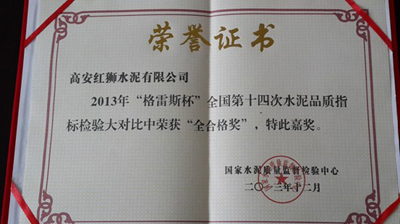 荣誉证书
高安红狮水泥有限公司
2013年“格雷斯杯”全国第十四次水泥品质指
标检验大对比中荣获“全合格奖”，特此嘉奖。
国家水泥质量监督检验中心
二〇一三年十二月